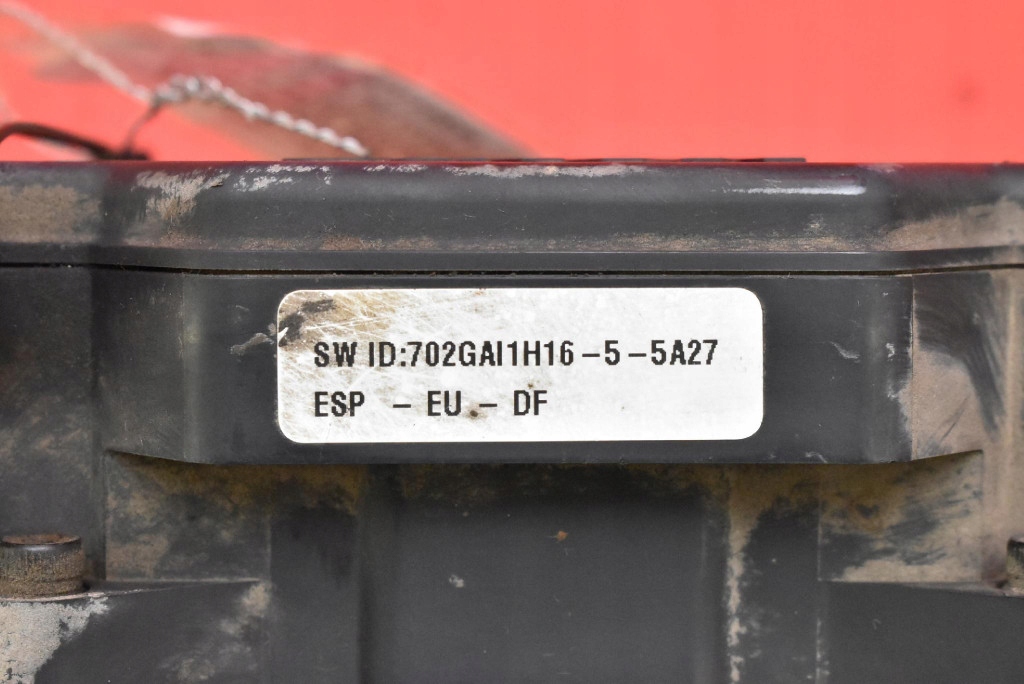 SW ID:702GAI1H16 – 5 – 5A27
ESP – EU – DF